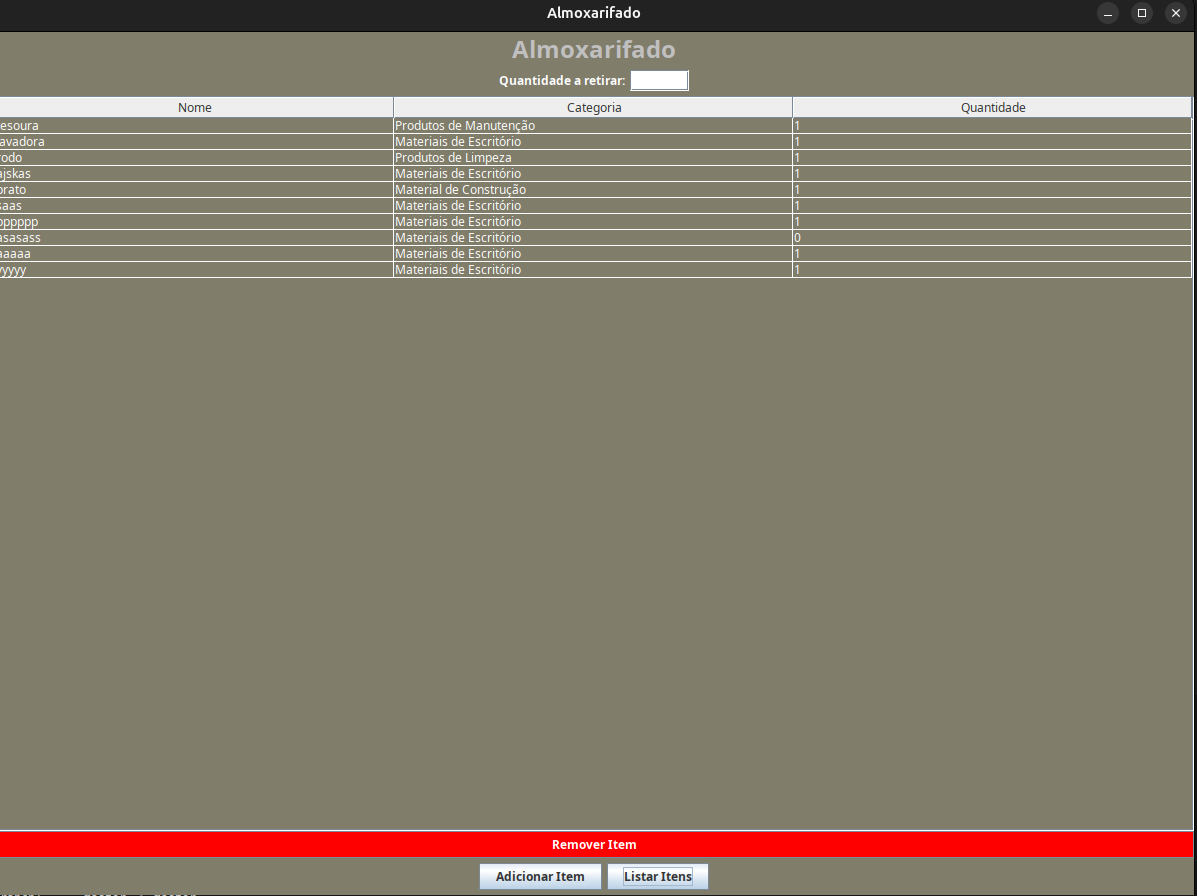 Almoxarifado
Almoxarifado
Quantidade a retirar:
Nome Categoria Quantidade
esoura Produtos de Manutenção 1
avadora Materiais de Escritório 1
rodo Produtos de Limpeza 1
ajskas Materiais de Escritório 1
prato Material de Construção 1
saas Materiais de Escritório 1
Materiais de Escritório 1
asasass Materiais de Escritório 0
aaaaa Materiais de Escritório 1
yyyyy Materiais de Escritório 1
Remover Item
Adicionar Item Listar Itens